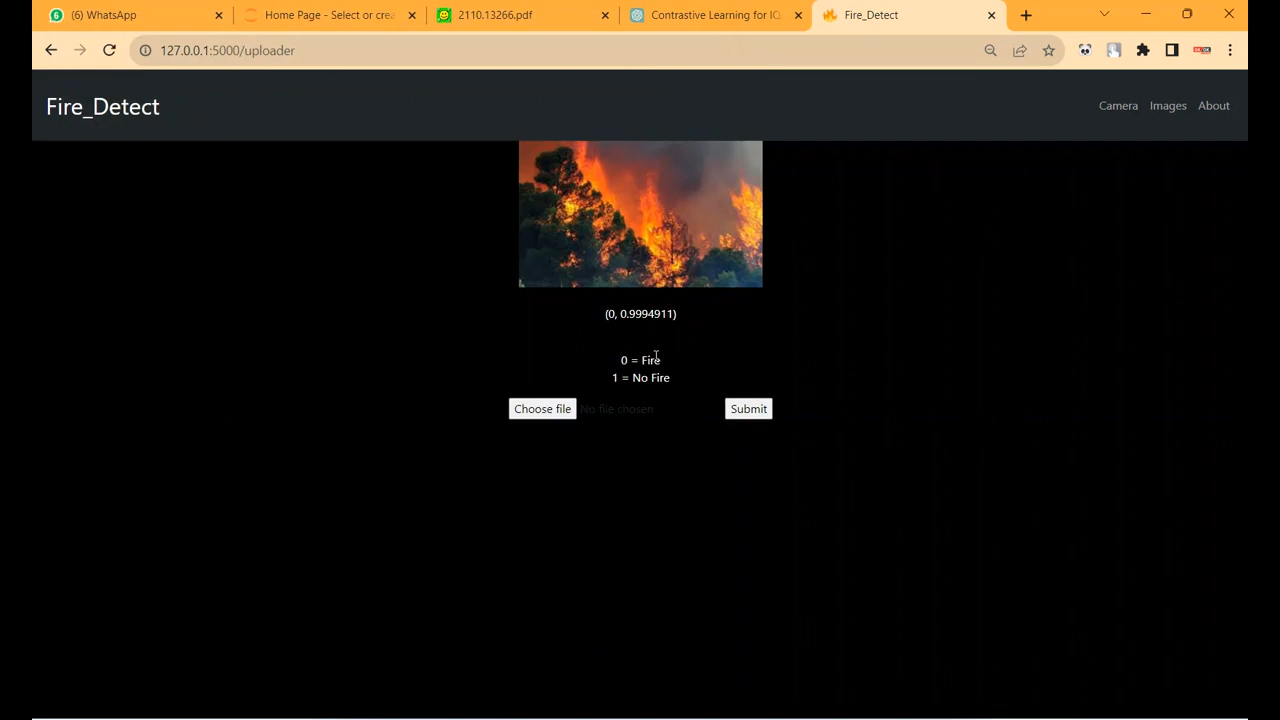 (6) WhatsApp
Home Page - Select or crea
2110.13266.pdf
Contrastive Learning for IQ
Fire_Detect
127.0.0.1:5000/uploader
Fire_Detect
Camera
Images
About
(0, 0.9994911)
0 = Fire
1 = No Fire
Choose file
No file chosen
Submit